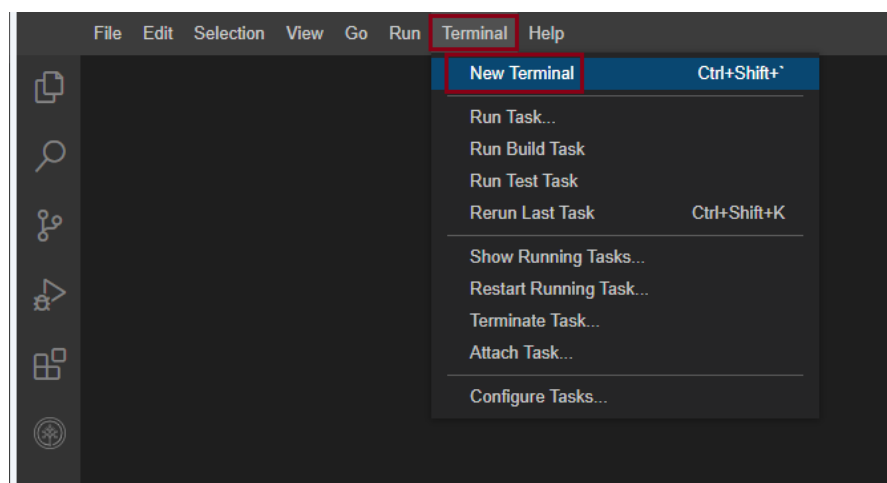 File Edit Selection View Go Run Terminal Help
New Terminal Ctrl+Shift+`
Run Task...
Run Build Task
Run Test Task
Rerun Last Task Ctrl+Shift+K
Show Running Tasks...
Restart Running Task...
Terminate Task...
Attach Task...
Configure Tasks...